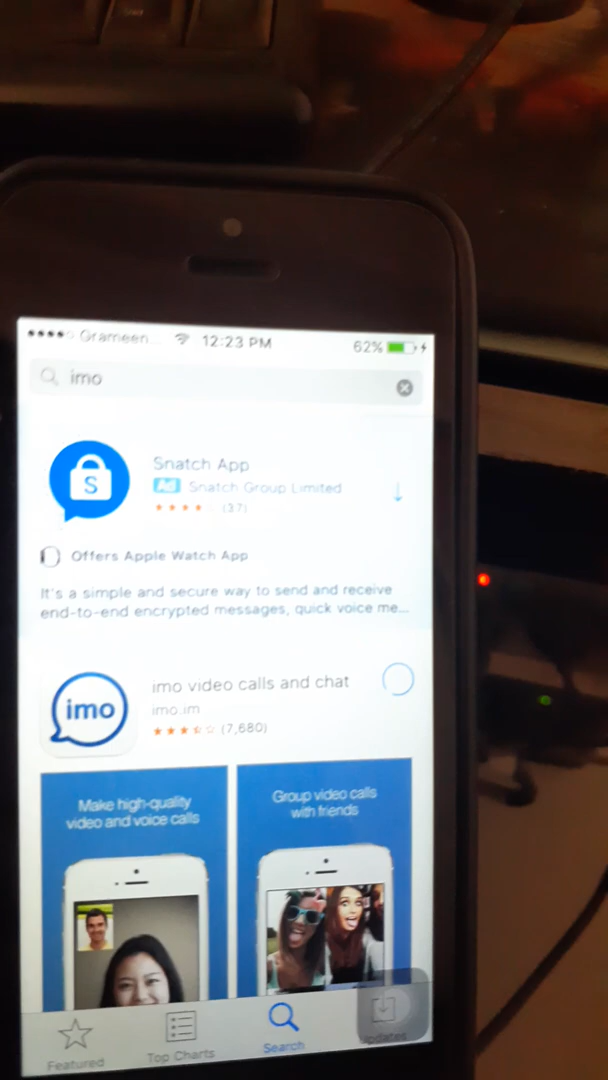 Grameen... 12:23 PM 62%
imo
Snatch App
S
Ad Snatch Group Limited
(37)
Offers Apple Watch App
It's a simple and secure way to send and receive
end-to-end encrypted messages, quick voice me...
imo video calls and chat
imo
imo.im
(7,680)
Make high-quality
video and voice calls
Group video calls
with friends
Featured
Top Charts
Search
Updates